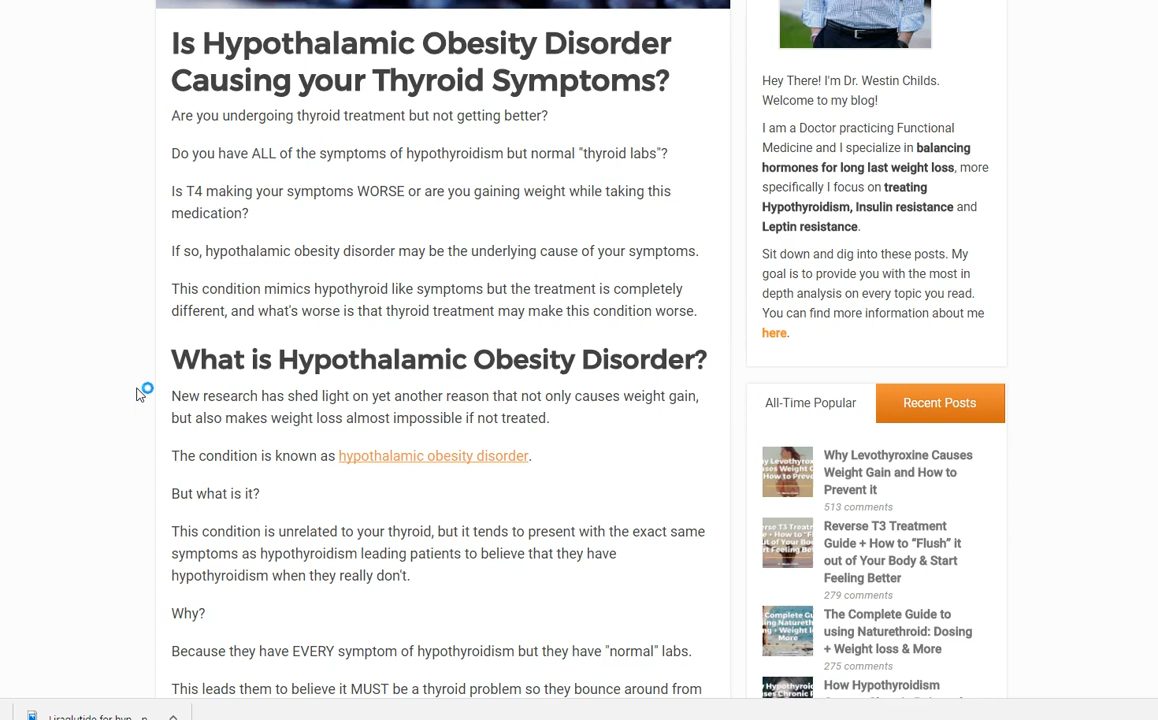 Is Hypothalamic Obesity Disorder
Causing your Thyroid Symptoms?
Are you undergoing thyroid treatment but not getting better?
Do you have ALL of the symptoms of hypothyroidism but normal "thyroid labs"?
Is T4 making your symptoms WORSE or are you gaining weight while taking this
medication?
If so, hypothalamic obesity disorder may be the underlying cause of your symptoms.
This condition mimics hypothyroid like symptoms but the treatment is completely
different, and what's worse is that thyroid treatment may make this condition worse.
What is Hypothalamic Obesity Disorder?
New research has shed light on yet another reason that not only causes weight gain,
but also makes weight loss almost impossible if not treated.
The condition is known as hypothalamic obesity disorder.
But what is it?
This condition is unrelated to your thyroid, but it tends to present with the exact same
symptoms as hypothyroidism leading patients to believe that they have
hypothyroidism when they really don't.
Why?
Because they have EVERY symptom of hypothyroidism but they have "normal" labs.
This leads them to believe it MUST be a thyroid problem so they bounce around from
Hey There! I'm Dr. Westin Childs.
Welcome to my blog!
I am a Doctor practicing Functional
Medicine and I specialize in balancing
hormones for long last weight loss, more
specifically I focus on treating
Hypothyroidism, Insulin resistance and
Leptin resistance.
Sit down and dig into these posts. My
goal is to provide you with the most in
depth analysis on every topic you read.
You can find more information about me
here.
All-Time Popular
Recent Posts
Why Levothyroxine Causes
Weight Gain and How to
Prevent it
513 comments
Reverse T3 Treatment
Guide + How to “Flush” it
out of Your Body & Start
Feeling Better
279 comments
The Complete Guide to
using Naturethroid: Dosing
+ Weight loss & More
275 comments
How Hypothyroidism
Liraglutide for hyp